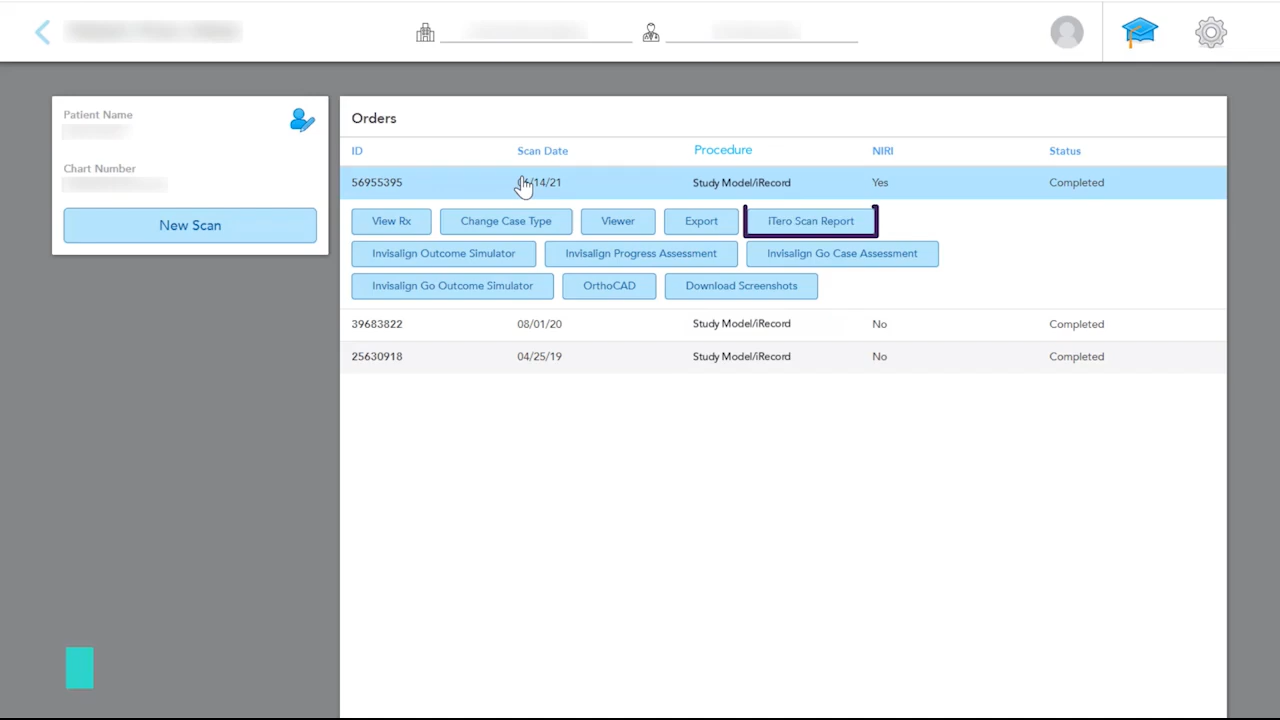 Patient Name
Chart Number
New Scan
Orders
ID Scan Date Procedure NIRI Status
56955395 /14/21 Study Model/iRecord Yes Completed
View Rx Change Case Type Viewer Export iTero Scan Report
Invisalign Outcome Simulator Invisalign Progress Assessment Invisalign Go Case Assessment
Invisalign Go Outcome Simulator OrthoCAD Download Screenshots
39683822 08/01/20 Study Model/iRecord No Completed
25630918 04/25/19 Study Model/iRecord No Completed